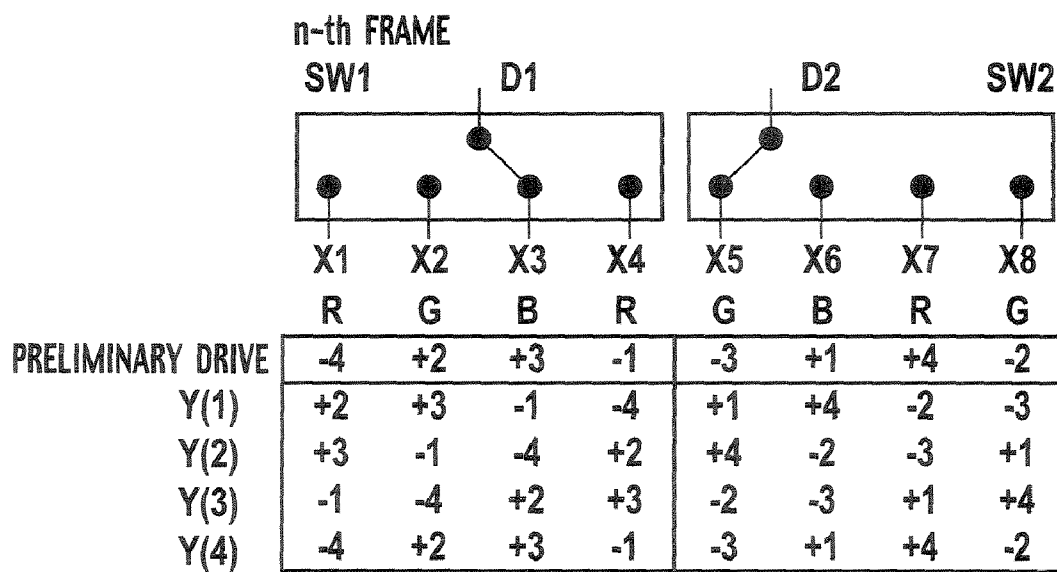 n-th FRAME
SW1 D1 D2 SW2
X1 X2 X3 X4 X5 X6 X7 X8
R G B R G B R G
PRELIMINARY DRIVE -4 +2 +3 -1 -3 +1 +4 -2
Y(1) +2 +3 -1 -4 +1 +4 -2 -3
Y(2) +3 -1 -4 +2 +4 -2 -3 +1
Y(3) -1 -4 +2 +3 -2 -3 +1 +4
Y(4) -4 +2 +3 -1 -3 +1 +4 -2